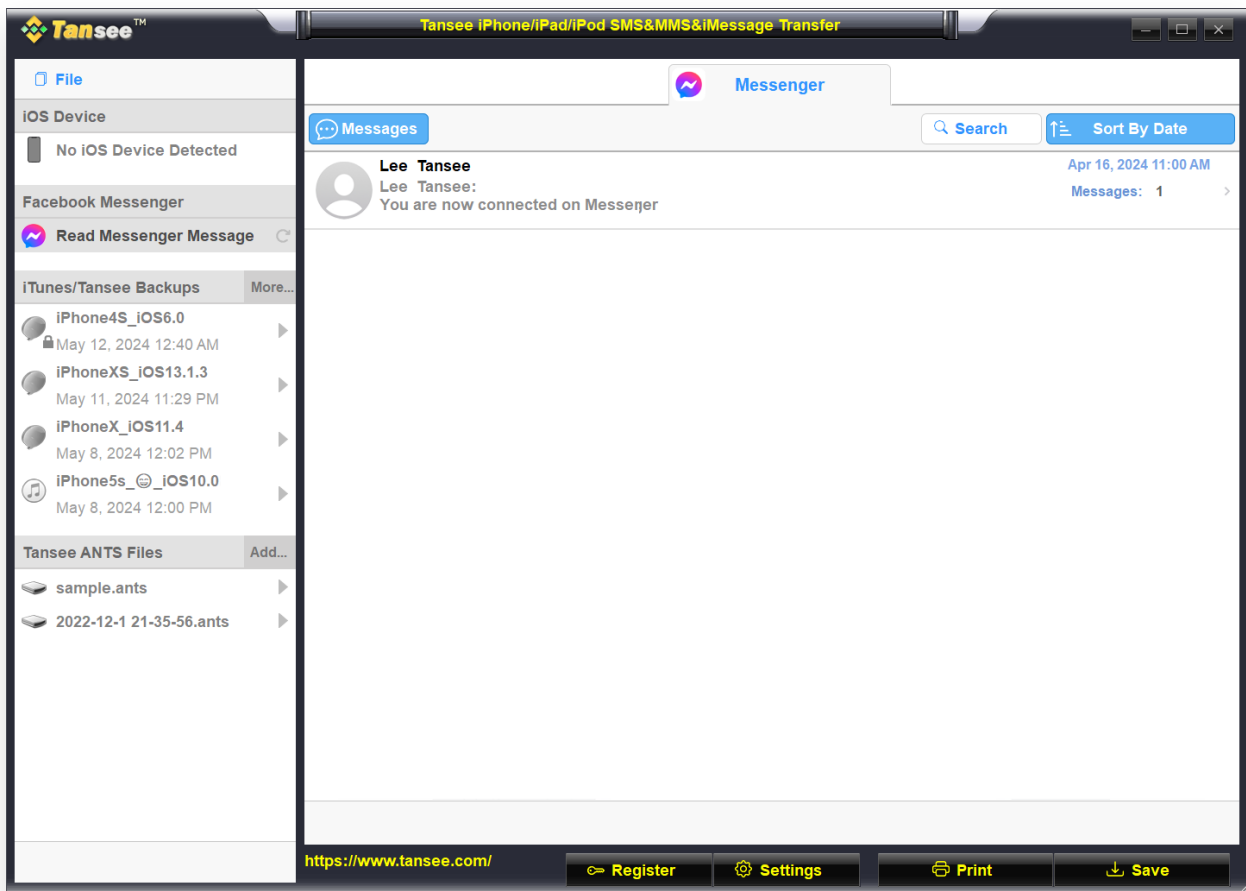 Tansee™
Tansee iPhone/iPad/iPod SMS&MMS&iMessage Transfer
File
iOS Device
No iOS Device Detected
Facebook Messenger
Read Messenger Message
iTunes/Tansee Backups More...
iPhone4S_iOS6.0
May 12, 2024 12:40 AM
iPhoneXS_iOS13.1.3
May 11, 2024 11:29 PM
iPhoneX_iOS11.4
May 8, 2024 12:02 PM
iPhone5s_😄_iOS10.0
May 8, 2024 12:00 PM
Tansee ANTS Files Add...
sample.ants
2022-12-1 21-35-56.ants
Messenger
Messages Search Sort By Date
Lee Tansee Apr 16, 2024 11:00 AM
Lee Tansee:
Messages: 1
You are now connected on Messenjer
https://www.tansee.com/
Register Settings Print Save